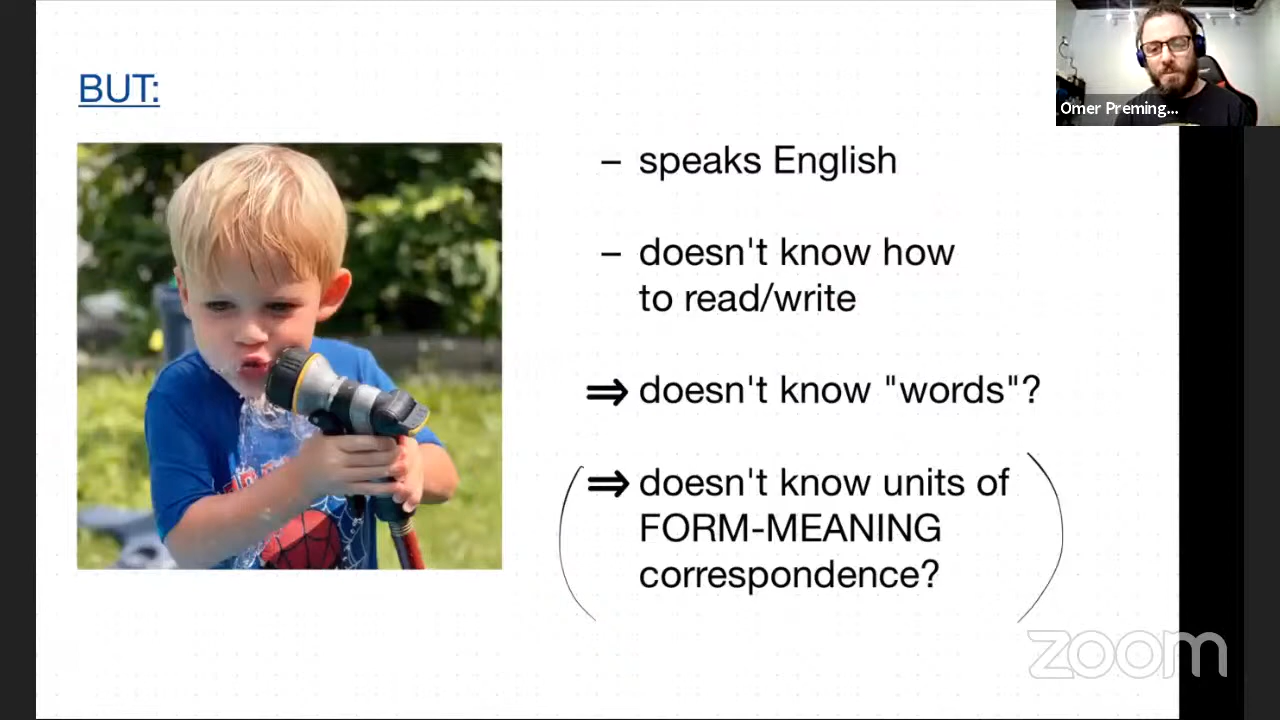 BUT:
Omer Preming...
– speaks English
– doesn't know how
to read/write
⇒ doesn't know "words"?
⇒ doesn't know units of
FORM-MEANING
correspondence?
zoom